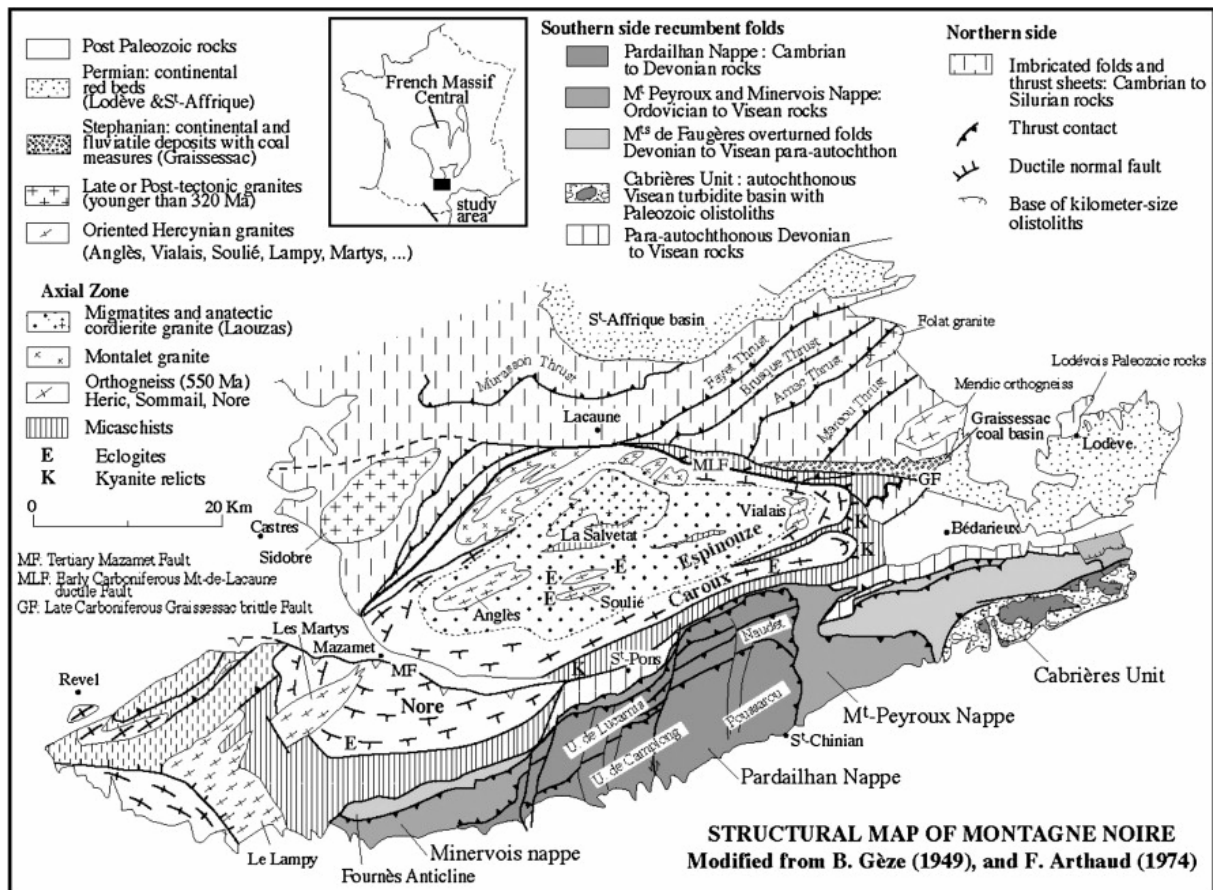 Post Paleozoic rocks
Permian: continental
red beds
(Lodève &Sᵗ-Affrique)
Stephanian: continental and
fluviatile deposits with coal
measures (Graissessac)
Late or Post-tectonic granites
(younger than 320 Ma)
Oriented Hercynian granites
(Anglès, Vialais, Soulié, Lampy, Martys, ...)
Axial Zone
Migmatites and anatectic
cordierite granite (Laouzas)
Montalet granite
Orthogneiss (550 Ma)
Heric, Sommail, Nore
Micaschists
E Eclogites
K Kyanite relicts
0 20 Km
MF: Tertiary Mazamet Fault
MLF: Early Carboniferous Mt-de-Lacaune
ductile Fault
GF: Late Carboniferous Graissessac brittle Fault
French Massif
Central
study
area
Southern side recumbent folds
Pardailhan Nappe : Cambrian
to Devonian rocks
Mᵗ Peyroux and Minervois Nappe:
Ordovician to Visean rocks
Mᵗˢ de Faugères overturned folds
Devonian to Visean para-autochthon
Cabrières Unit : autochthonous
Visean turbidite basin with
Paleozoic olistoliths
Para-autochthonous Devonian
to Visean rocks
Northern side
Imbricated folds and
thrust sheets: Cambrian to
Silurian rocks
Thrust contact
Ductile normal fault
Base of kilometer-size
olistoliths
Sᵗ-Affrique basin
Folat granite
Murasson Thrust
Fayet Thrust
Brusque Thrust
Arnac Thrust
Marcou Thrust
Lodévois Paleozoic rocks
Mendic orthogneiss
Graissessac
coal basin
Lacaune
Lodève
MLF
GF
Castres
Sidobre
Vialais
K
Bédarieux
La Salvetat
Espinouze
K
E
E
E
E
Caroux
Anglès
Soulié
Les Martys
Mazamet
MF
Naudet
Revel
K
Sᵗ-Pons
Cabrières Unit
Nore
U. de Lucarnis
Poussarou
Mᵗ-Peyroux Nappe
E
U. de Camplong
Sᵗ-Chinian
Pardailhan Nappe
Le Lampy
Minervois nappe
Fournès Anticline
STRUCTURAL MAP OF MONTAGNE NOIRE
Modified from B. Gèze (1949), and F. Arthaud (1974)